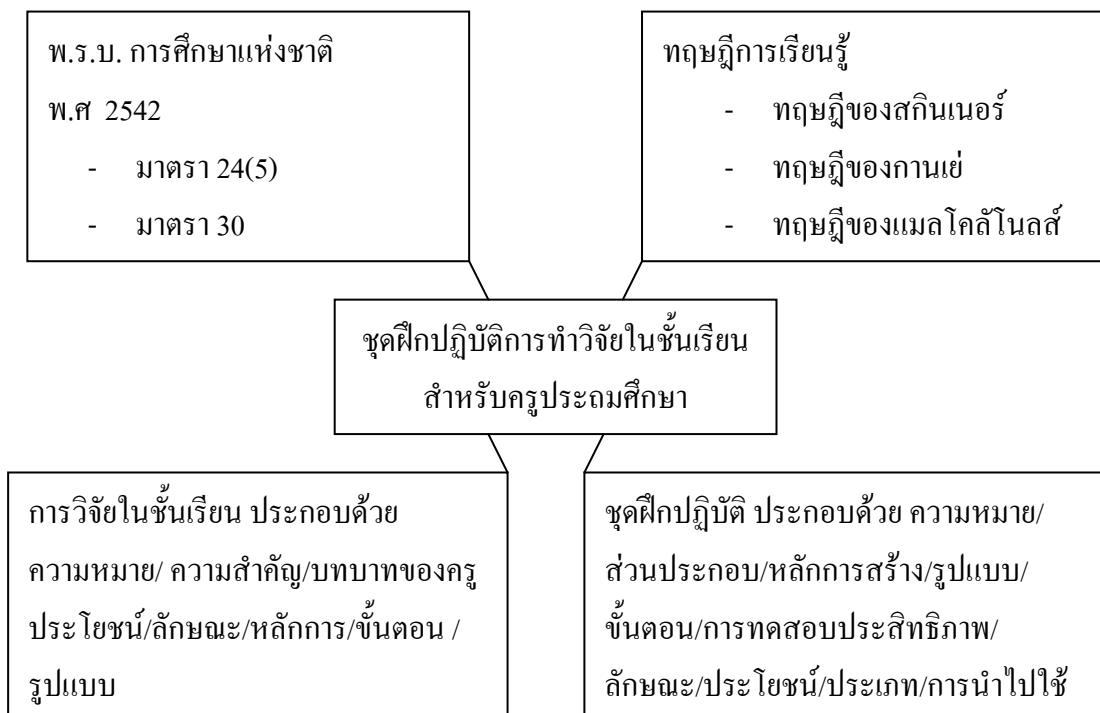 พ.ร.บ. การศึกษาแห่งชาติ
พ.ศ 2542
- มาตรา 24(5)
- มาตรา 30
ทฤษฎีการเรียนรู้
- ทฤษฎีของสกินเนอร์
- ทฤษฎีของกานเย่
- ทฤษฎีของแมลโคลัโนลส์
ชุดฝึกปฏิบัติการทำวิจัยในชั้นเรียน
สำหรับครูประถมศึกษา
การวิจัยในชั้นเรียน ประกอบด้วย
ความหมาย/ ความสำคัญ/บทบาทของครู
ประโยชน์/ลักษณะ/หลักการ/ขั้นตอน /
รูปแบบ
ชุดฝึกปฏิบัติ ประกอบด้วย ความหมาย/
ส่วนประกอบ/หลักการสร้าง/รูปแบบ/
ขั้นตอน/การทดสอบประสิทธิภาพ/
ลักษณะ/ประโยชน์/ประเภท/การนำไปใช้